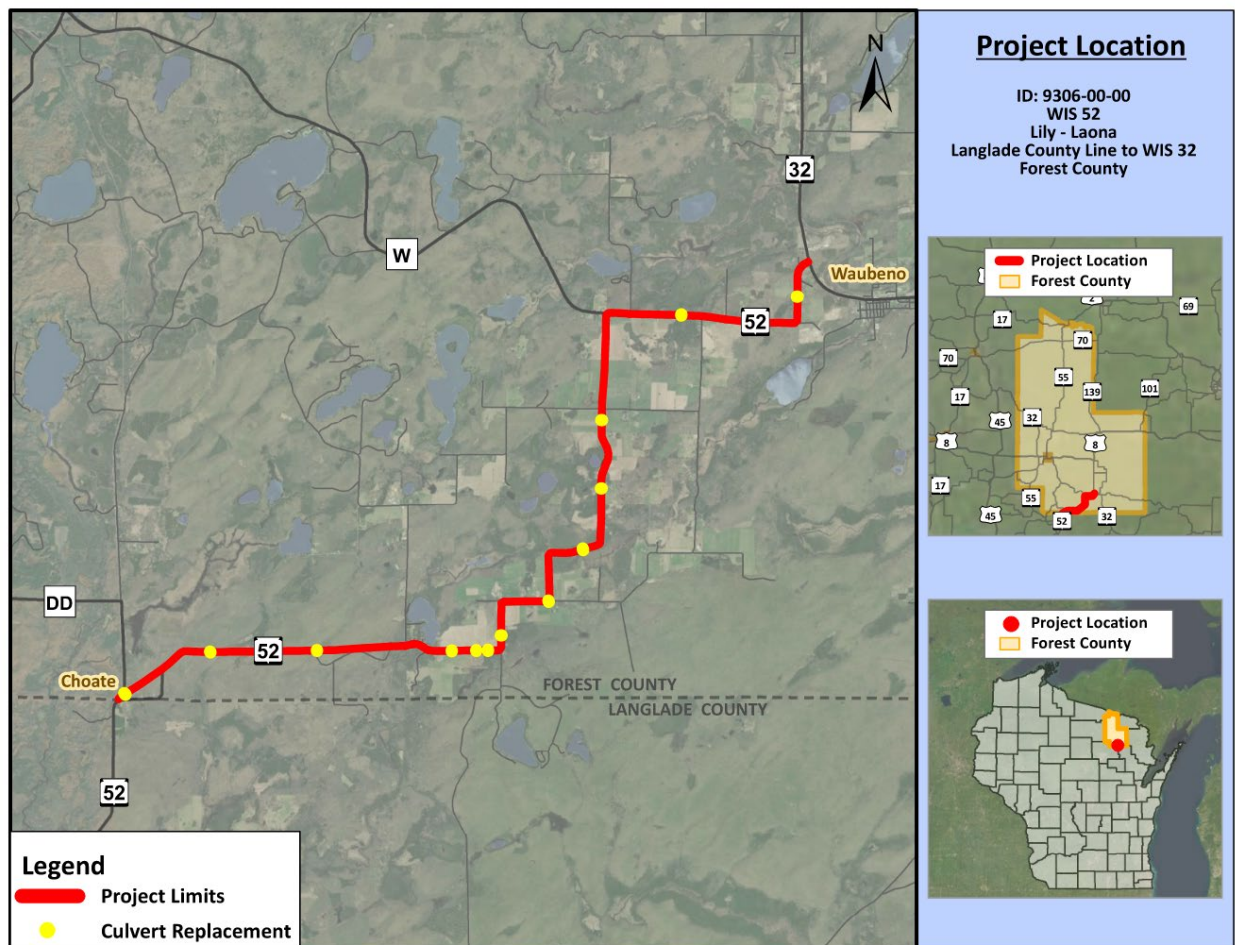 N
32
W
Waubeno
52
DD
52
Choate
FOREST COUNTY
LANGLADE COUNTY
52
Legend
Project Limits
Culvert Replacement
Project Location
ID: 9306-00-00
WIS 52
Lily - Laona
Langlade County Line to WIS 32
Forest County
Project Location
Forest County
2
69
17
70
70
55
139
101
17
32
45
8
8
17
55
45
52
32
Project Location
Forest County